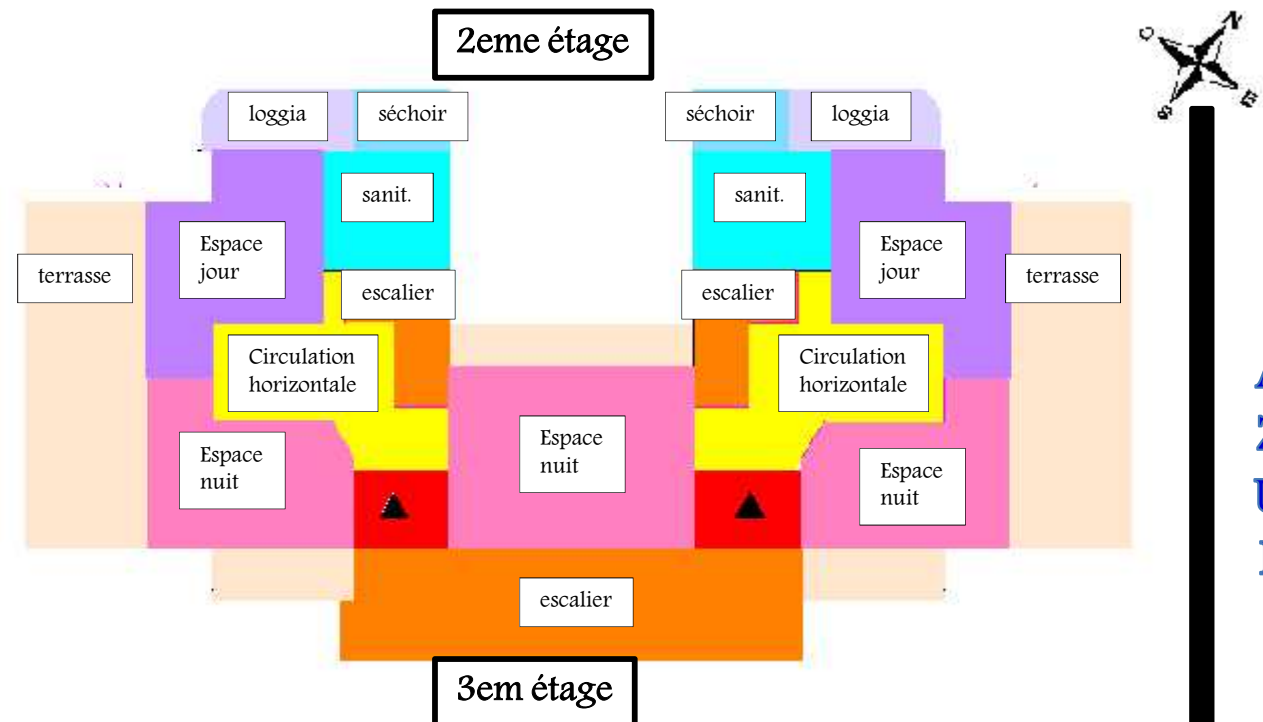 2eme étage
loggia
séchoir
séchoir
loggia
sanit.
sanit.
Espace
jour
Espace
jour
terrasse
escalier
escalier
terrasse
Circulation
horizontale
Circulation
horizontale
Espace
nuit
Espace
nuit
Espace
nuit
escalier
3em étage
N
O
E
S